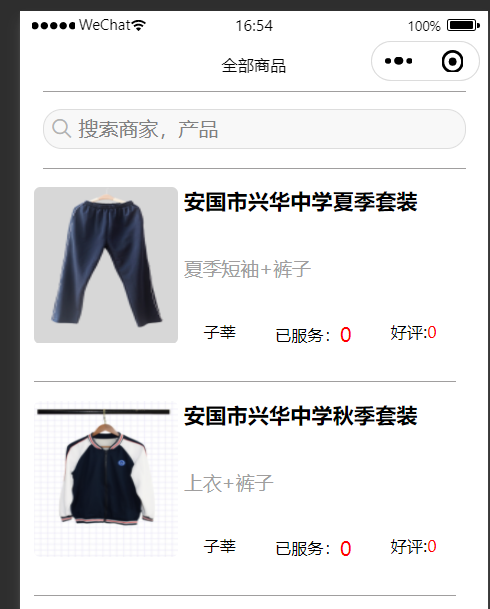 WeChat 16:54 100%
全部商品
搜索商家，产品
安国市兴华中学夏季套装
夏季短袖+裤子
子莘 已服务：0 好评:0
安国市兴华中学秋季套装
上衣+裤子
子莘 已服务：0 好评:0